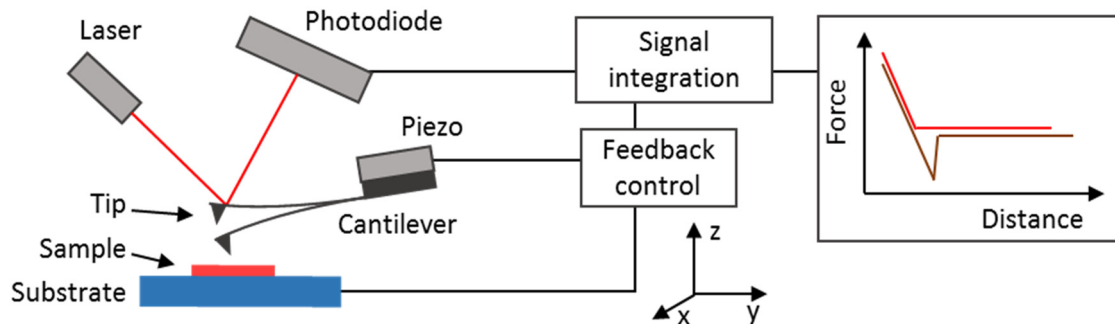 Laser
Photodiode
Signal
integration
Force
Distance
Piezo
Feedback
control
Tip
Cantilever
Sample
Substrate
z
x
y